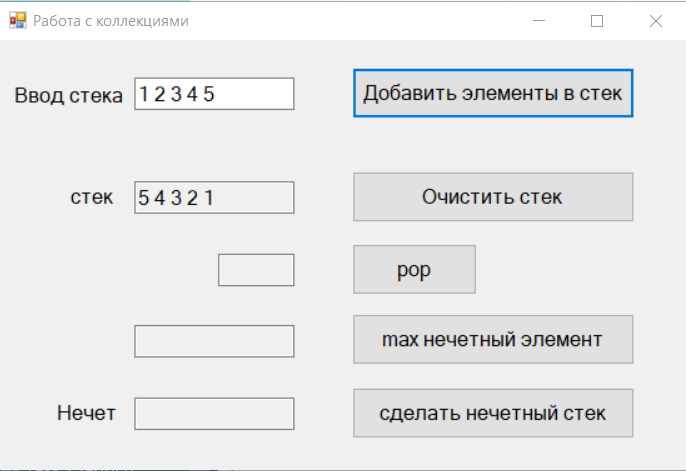 Работа с коллекциями
Ввод стека 1 2 3 4 5 Добавить элементы в стек
стек 5 4 3 2 1 Очистить стек
pop
max нечетный элемент
Нечет сделать нечетный стек